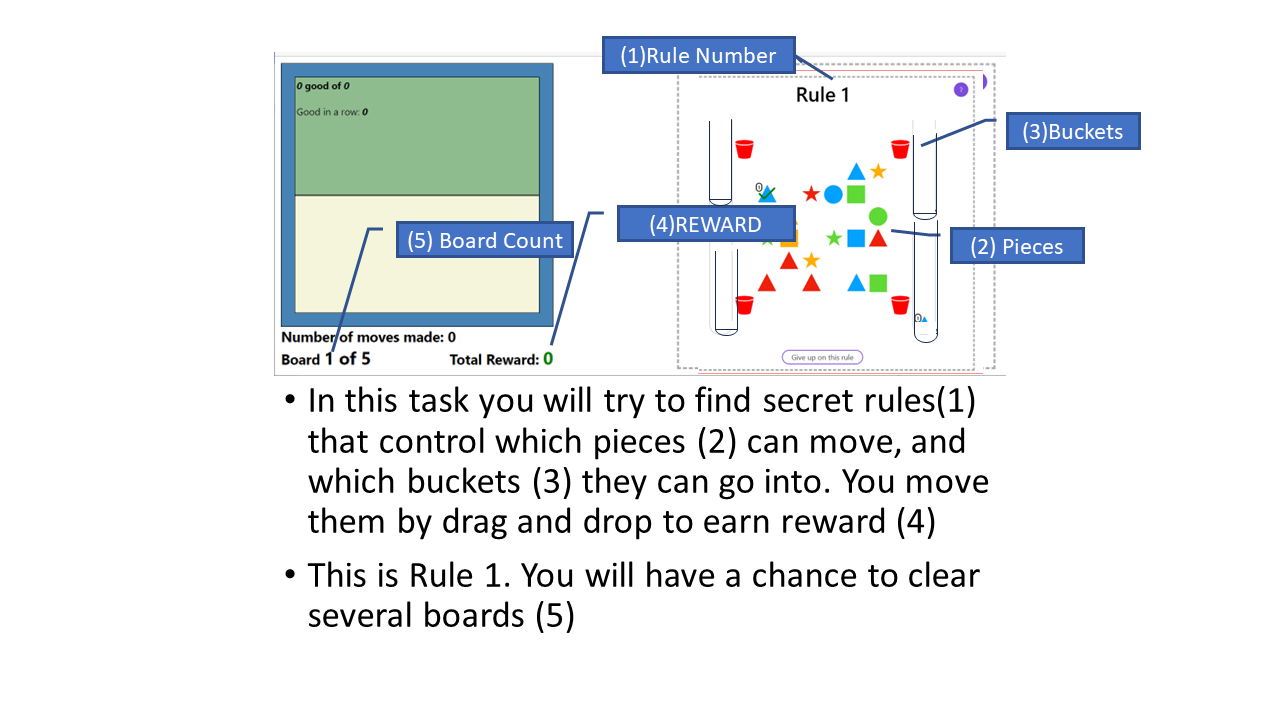 (1)Rule Number
0 good of 0
Good in a row: 0
Rule 1
?
(3)Buckets
0
(4)REWARD
(5) Board Count
(2) Pieces
0
Number of moves made: 0
Board 1 of 5
Total Reward: 0
Give up on this rule
• In this task you will try to find secret rules(1)
that control which pieces (2) can move, and
which buckets (3) they can go into. You move
them by drag and drop to earn reward (4)
• This is Rule 1. You will have a chance to clear
several boards (5)